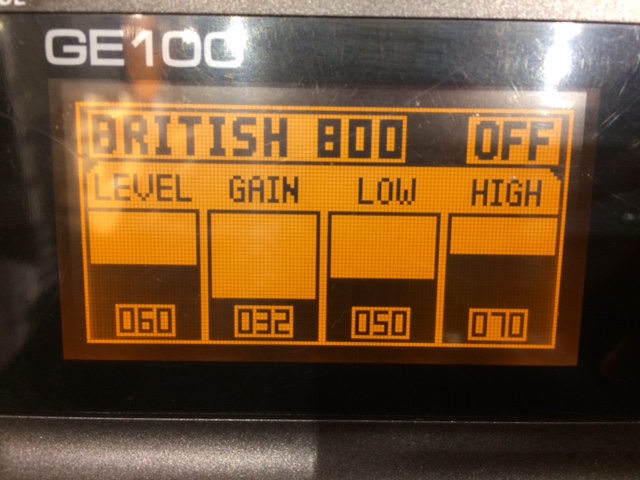 GE100
BRITISH 800 OFF
LEVEL GAIN LOW HIGH
060 032 050 070